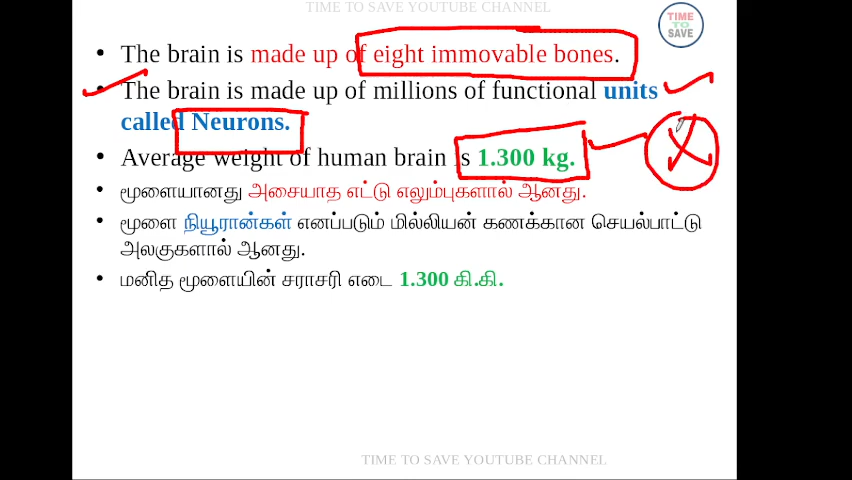 TIME TO SAVE YOUTUBE CHANNEL
TIME
TO
SAVE
• The brain is made up of eight immovable bones.
• The brain is made up of millions of functional units
called Neurons.
• Average weight of human brain is 1.300 kg.
• மூளையானது அசையாத எட்டு எலும்புகளால் ஆனது.
• மூளை நியூரான்கள் எனப்படும் மில்லியன் கணக்கான செயல்பாட்டு
அலகுகளால் ஆனது.
• மனித மூளையின் சராசரி எடை 1.300 கி.கி.
TIME TO SAVE YOUTUBE CHANNEL